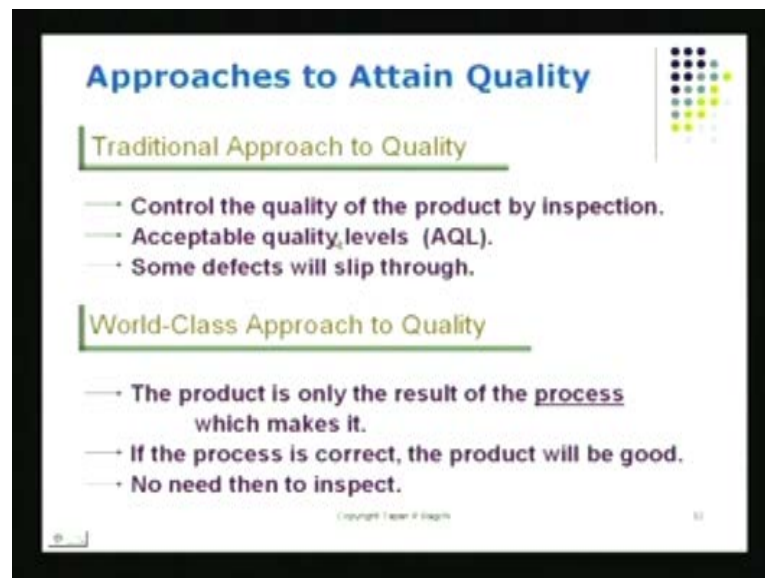 Approaches to Attain Quality
Traditional Approach to Quality
Control the quality of the product by inspection.
Acceptable quality levels (AQL).
Some defects will slip through.
World-Class Approach to Quality
The product is only the result of the process
which makes it.
If the process is correct, the product will be good.
No need then to inspect.
Copyright Tapan P Bagchi